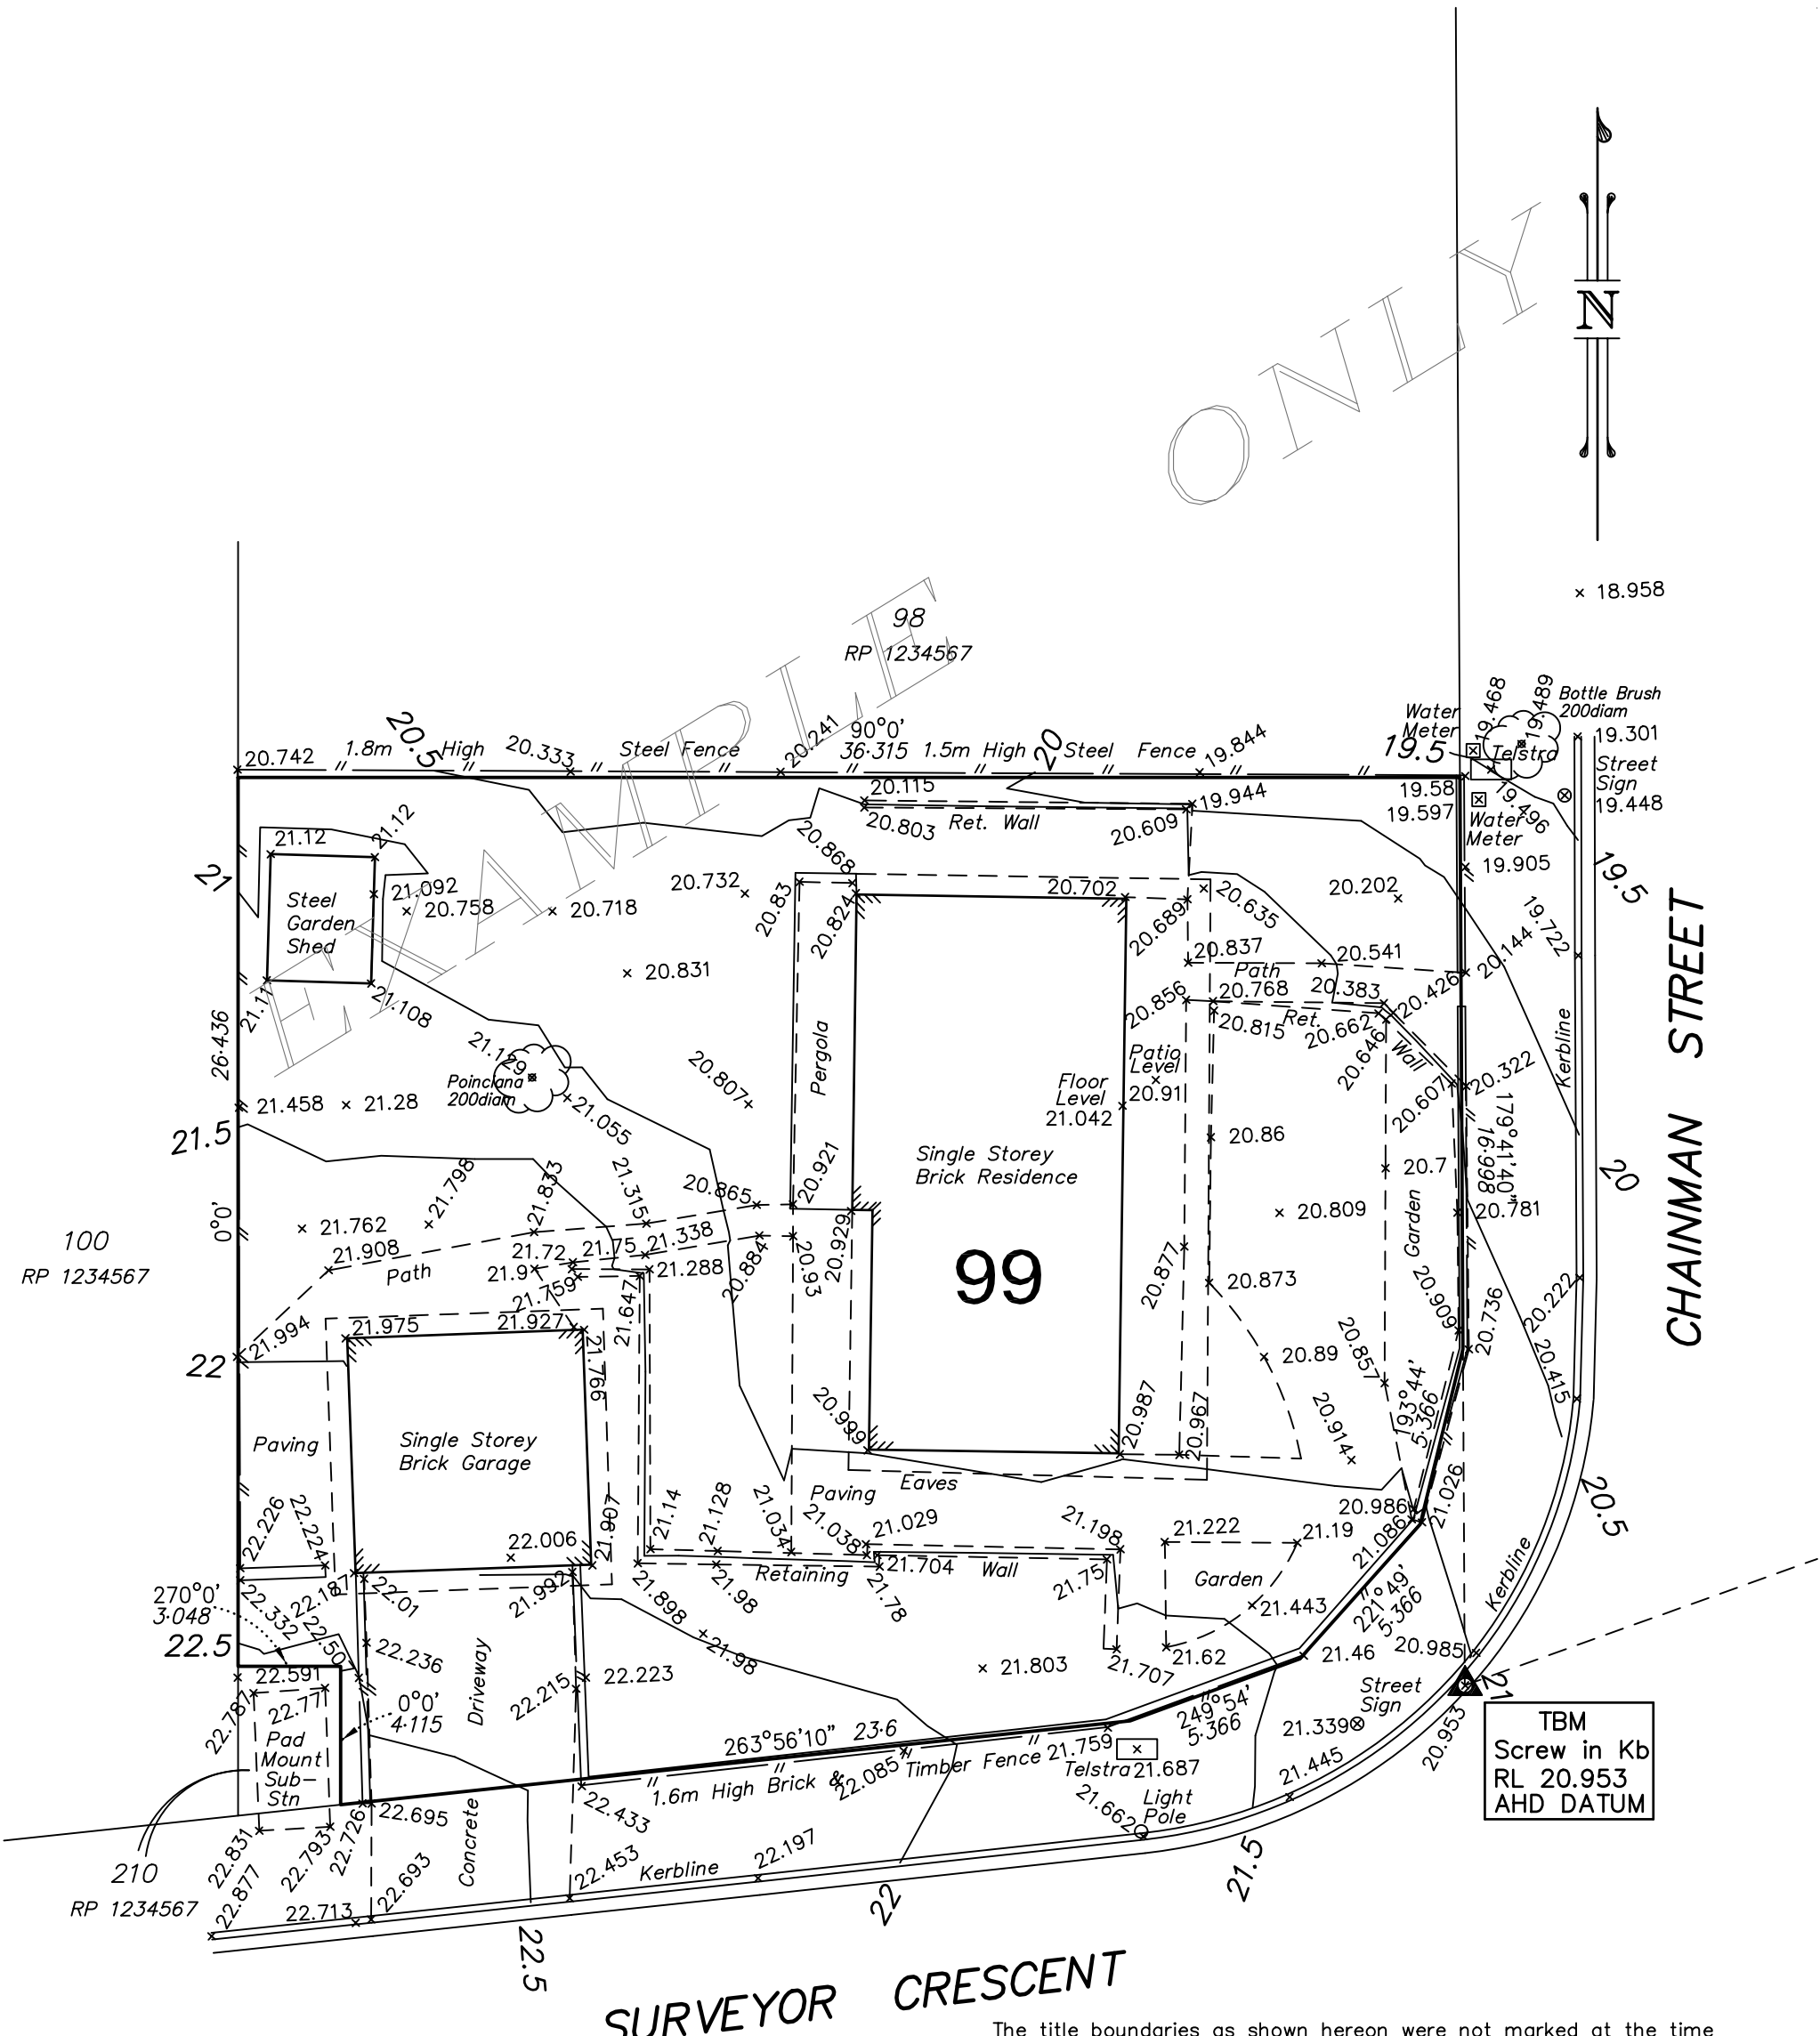 EXAMPLE ONLY
N
18.958
98
RP 1234567
19.468
19.489
Bottle Brush
200diam
Water
Meter
19.5
Telstra
19.301
Street
Sign
19.448
19.496
Water
Meter
19.58
19.597
19.905
20.742
1.8m High Steel Fence
20.5
20.333
20.241
90°0'
36·315
1.5m High Steel Fence
20
19.844
20.115
20.803
Ret. Wall
19.944
20.609
21.12
21.12
21
Steel
Garden
Shed
21.092
20.758
20.718
20.732
20.868
20.83
20.824
20.702
20.689
20.635
20.202
19.5
19.722
20.144
21.11
21.108
20.831
20.837
Path
20.541
20.426
20.856
20.768
20.815
20.383
Ret.
Wall
20.662
20.646
20.607
20.322
26·436
0°0'
21.129
Poinciana
200diam
21.055
20.807
Pergola
Patio
Level
20.91
Floor
Level
21.042
21.458
21.28
21.5
Single Storey
Brick Residence
99
20.86
20.7
Garden
179°41'40"
16·998
Kerbline
20
CHAINMAN STREET
100
RP 1234567
21.762
21.798
21.833
21.315
20.865
20.921
20.929
20.809
20.781
21.908
Path
21.72
21.75
21.338
21.9
21.759
21.288
21.647
20.884
20.93
20.877
20.873
20.909
20.736
20.222
21.994
22
21.975
21.927
21.766
20.89
20.857
193°44'
5·366
20.415
Paving
Single Storey
Brick Garage
20.999
20.987
20.967
20.914
Eaves
Paving
20.986
21.026
20.5
22.226
22.224
22.006
21.907
21.14
21.128
21.034
21.038
21.029
21.198
21.222
21.19
21.086
270°0'
3·048
22.187
22.01
21.992
21.898
21.98
Retaining Wall
21.704
21.78
21.75
Garden
221°49'
5·366
Kerbline
22.332
22.507
22.5
22.236
21.98
21.443
22.591
Driveway
22.215
22.223
21.803
21.707
21.62
21.46
20.985
22.787
22.77
0°0'
4·115
Street
Sign
249°54'
5·366
21.339
21
20.953
Pad
Mount
Sub-
Stn
263°56'10" 23·6
1.6m High Brick & Timber Fence
22.085
21.759
Telstra
21.687
TBM
Screw in Kb
RL 20.953
AHD DATUM
21.445
Light
Pole
21.662
22.433
22.695
22.726
Concrete
210
RP 1234567
22.831
22.793
22.877
22.693
22.713
22.453
Kerbline
22.197
22
21.5
22.5
SURVEYOR CRESCENT
The title boundaries as shown hereon were not marked at the time